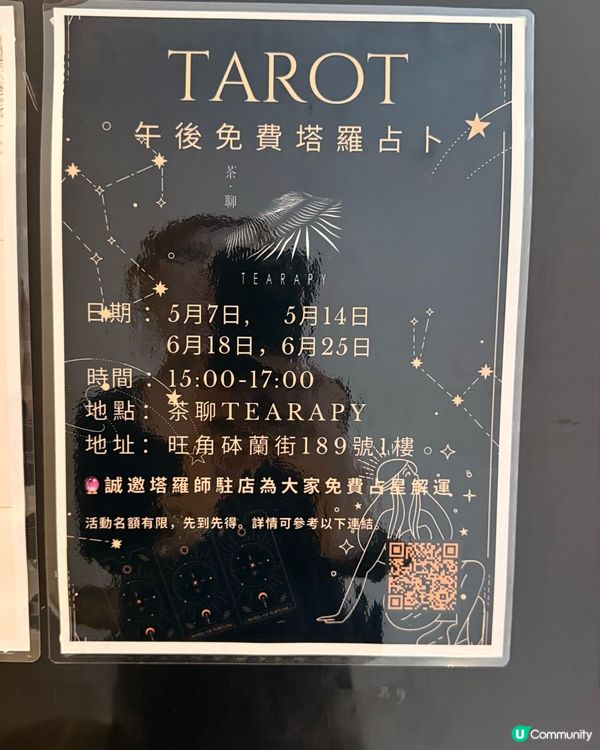 TAROT
午後免費塔羅占卜
茶·聊
TEARAPY
日期：5月7日, 5月14日
6月18日，6月25日
時間：15:00-17:00
地點：茶聊TEARAPY
地址：旺角砵蘭街189號1樓
🔮誠邀塔羅師駐店為大家免費占星解運
活動名額有限，先到先得。詳情可參考以下連結。
U Community